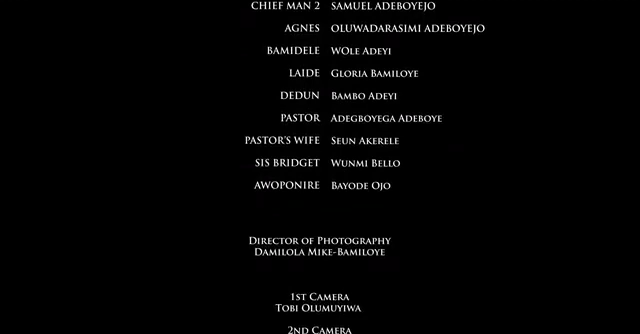 CHIEF MAN 2 SAMUEL ADEBOYEJO
AGNES OLUWADARASIMI ADEBOYEJO
BAMIDELE WOLE ADEYI
LAIDE GLORIA BAMILOYE
DEDUN BAMBO ADEYI
PASTOR ADEGBOYEGA ADEBOYE
PASTOR'S WIFE SEUN AKERELE
SIS BRIDGET WUNMI BELLO
AWOPONIRE BAYODE OJO
DIRECTOR OF PHOTOGRAPHY
DAMILOLA MIKE-BAMILOYE
1ST CAMERA
TOBI OLUMUYIWA
2ND CAMERA